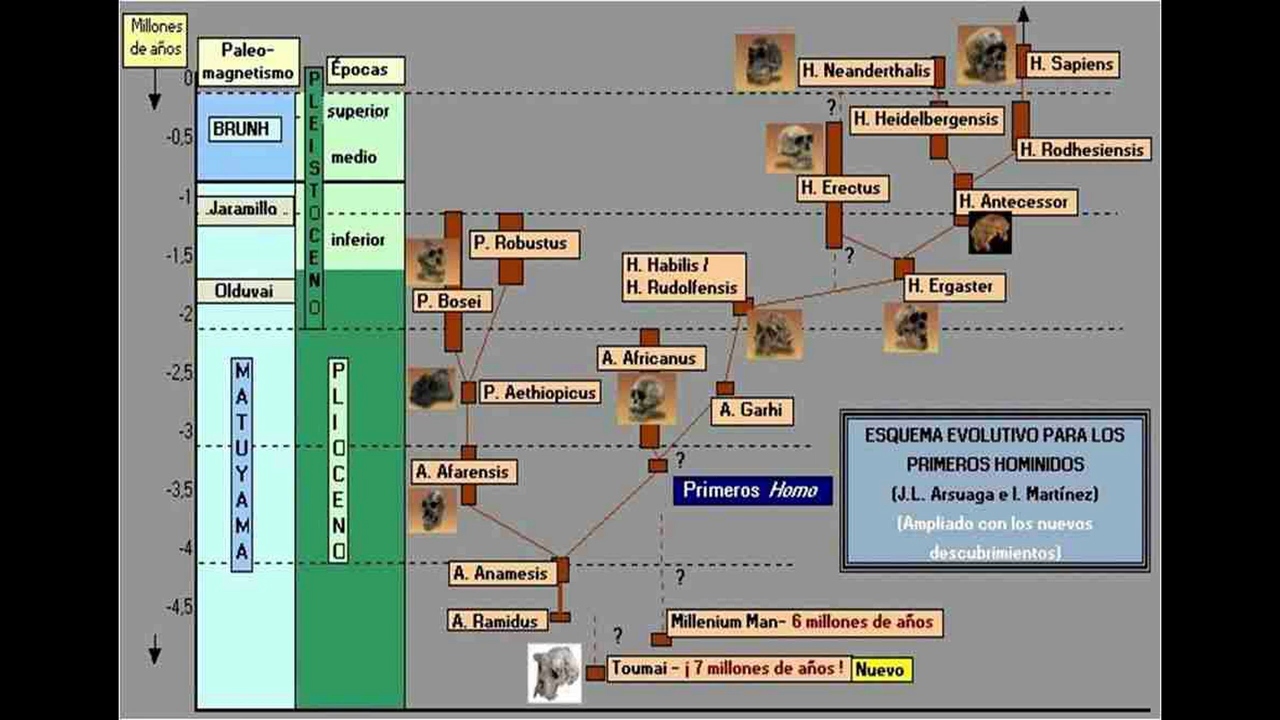 Millones
de años
Paleo-
magnetismo
Épocas
0
-0,5
-1
-1,5
-2
-2,5
-3
-3,5
-4
-4,5
BRUNH
Jaramillo
Olduvai
MATUYAMA
PLEISTOCENO
PLIOCENO
superior
medio
inferior
H. Neanderthalis
H. Sapiens
?
H. Heidelbergensis
H. Rodhesiensis
H. Erectus
H. Antecessor
P. Robustus
?
H. Habilis /
H. Rudolfensis
H. Ergaster
P. Bosei
A. Africanus
P. Aethiopicus
A. Garhi
A. Afarensis
?
Primeros Homo
A. Anamesis
?
A. Ramidus
Millenium Man- 6 millones de años
?
Toumai - ¡ 7 millones de años !
Nuevo
ESQUEMA EVOLUTIVO PARA LOS
PRIMEROS HOMINIDOS
(J.L. Arsuaga e I. Martínez)
(Ampliado con los nuevos
descubrimientos)